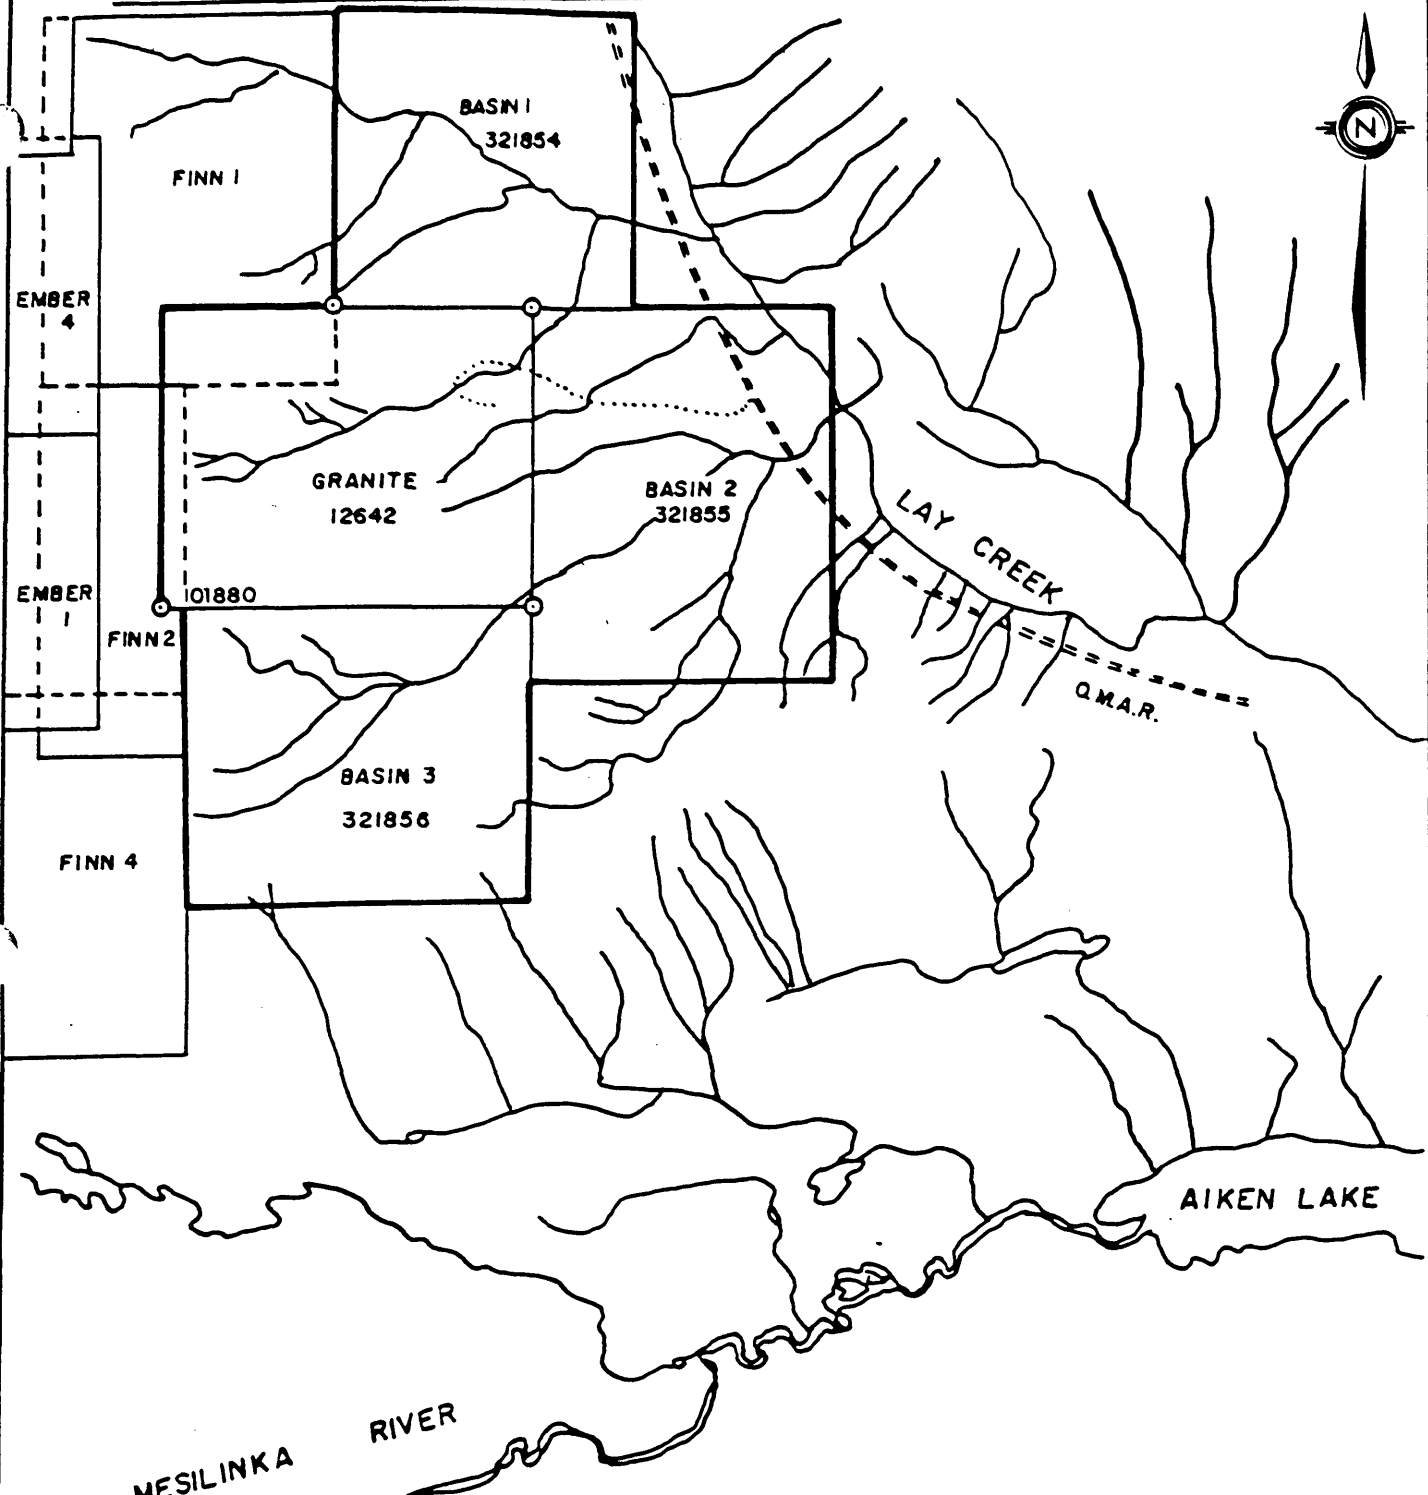 BASIN 1
321854
N
FINN 1
EMBER
4
GRANITE
12642
BASIN 2
321855
LAY CREEK
EMBER
1
101880
FINN 2
O.M.A.R.
BASIN 3
321856
FINN 4
AIKEN LAKE
MESILINKA RIVER